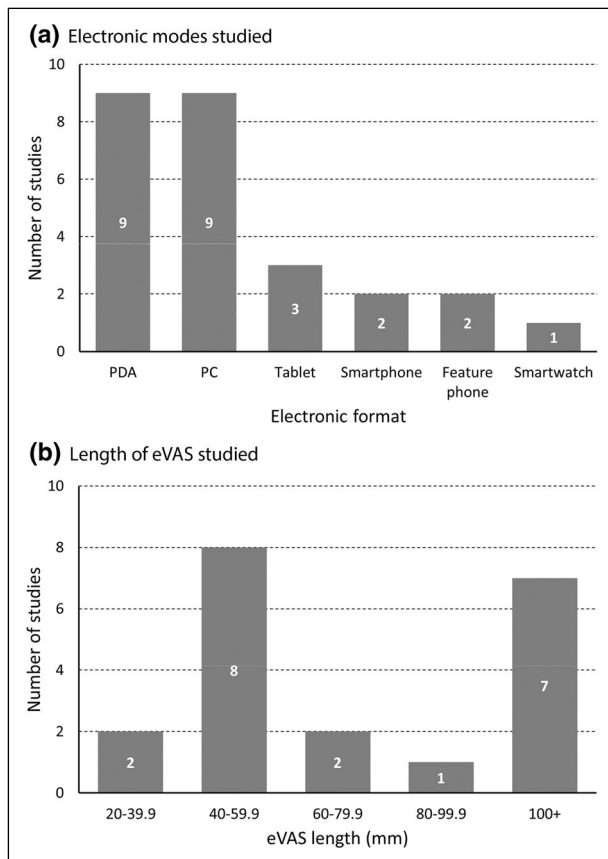 (a) Electronic modes studied
10
8
6
4
2
0
Number of studies
9
9
3
2
2
1
PDA
PC
Tablet
Smartphone
Feature
phone
Smartwatch
Electronic format
(b) Length of eVAS studied
10
8
6
4
2
0
Number of studies
2
8
2
1
7
20-39.9
40-59.9
60-79.9
80-99.9
100+
eVAS length (mm)